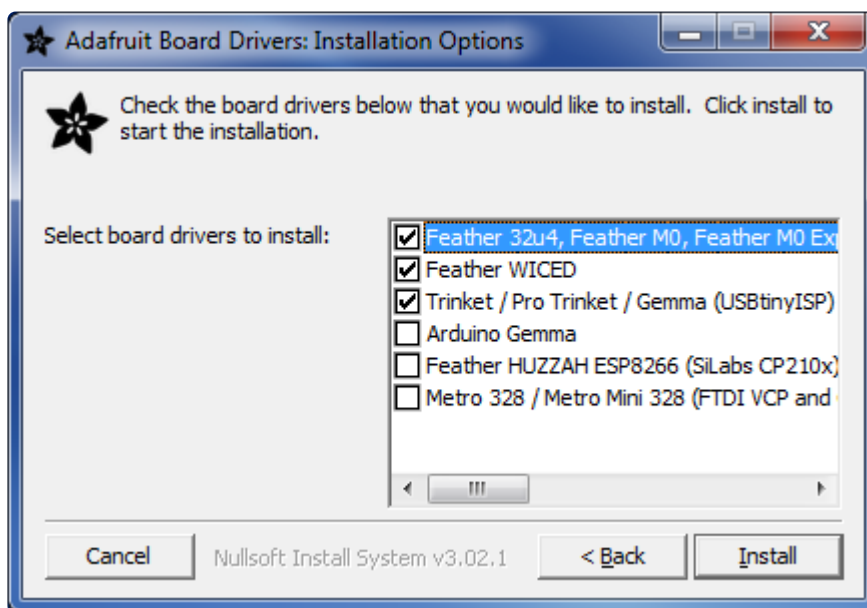 Adafruit Board Drivers: Installation Options
Check the board drivers below that you would like to install. Click install to
start the installation.
Select board drivers to install:
Feather 32u4, Feather M0, Feather M0
Feather WICED
Trinket / Pro Trinket / Gemma (USBtinyISP)
Arduino Gemma
Feather HUZZAH ESP8266 (SiLabs CP210x)
Metro 328 / Metro Mini 328 (FTDI VCP and
Cancel
Nullsoft Install System v3.02.1
< Back
Install